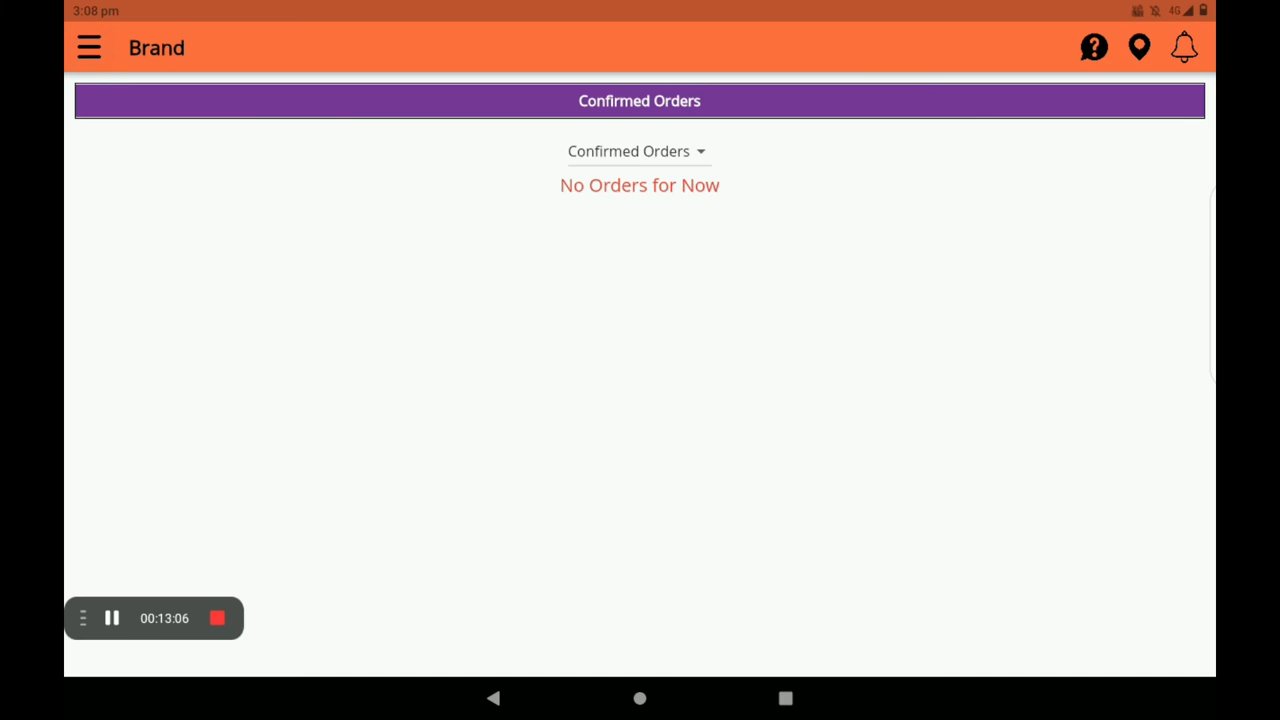 3:08 pm
4G
Brand
Confirmed Orders
Confirmed Orders
No Orders for Now
00:13:06